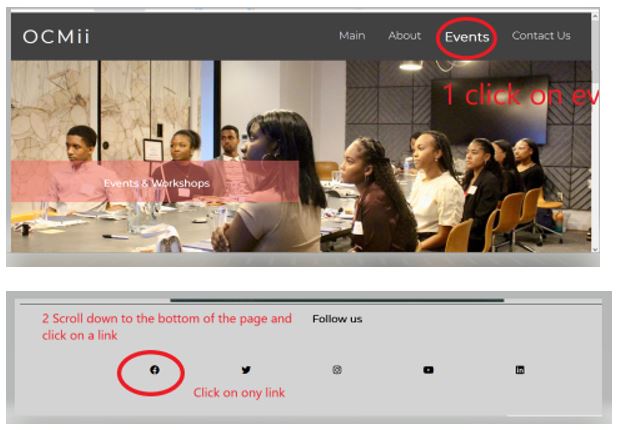 OCMii
Main About Events Contact Us
1 click on ev
Events & Workshops
2 Scroll down to the bottom of the page and
click on a link
Follow us
Click on ony link